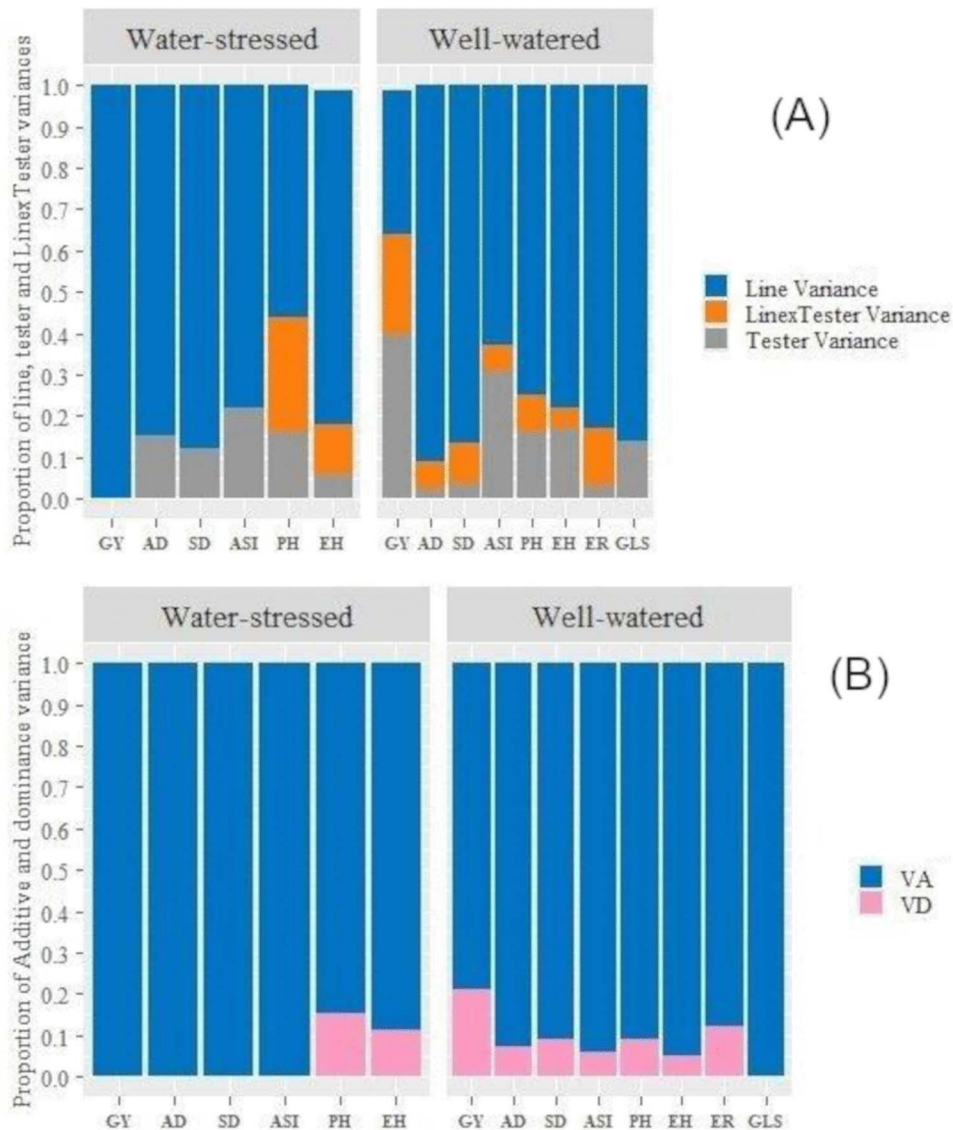 Water-stressed
Well-watered
(A)
Proportion of line, tester and Linex Tester variances
1.0
0.9
0.8
0.7
0.6
0.5
0.4
0.3
0.2
0.1
0.0
GY AD SD ASI PH EH
GY AD SD ASI PH EH ER GLS
Line Variance
LinexTester Variance
Tester Variance
Water-stressed
Well-watered
(B)
Proportion of Additive and dominance variance
1.0
0.9
0.8
0.7
0.6
0.5
0.4
0.3
0.2
0.1
0.0
GY AD SD ASI PH EH
GY AD SD ASI PH EH ER GLS
VA
VD